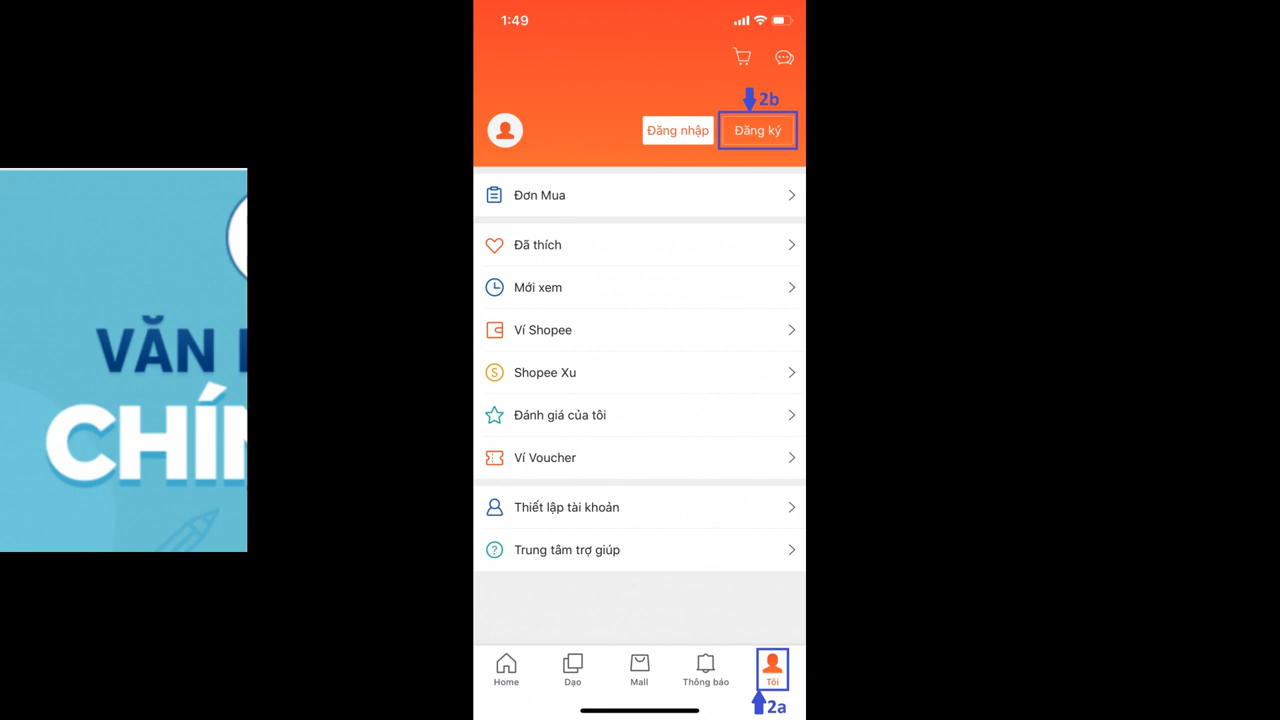 1:49
2b
Đăng nhập
Đăng ký
Đơn Mua
Đã thích
Mới xem
Ví Shopee
Shopee Xu
Đánh giá của tôi
Ví Voucher
Thiết lập tài khoản
Trung tâm trợ giúp
Home
Dạo
Mall
Thông báo
Tôi
2a
VĂN